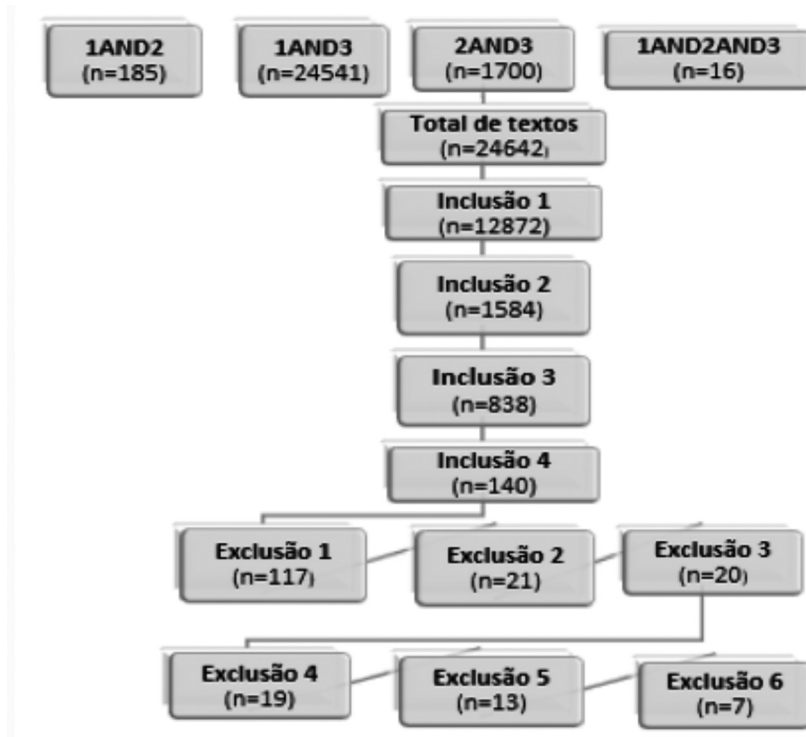 1AND2
(n=185)
1AND3
(n=24541)
2AND3
(n=1700)
1AND2AND3
(n=16)
Total de textos
(n=24642)
Inclusão 1
(n=12872)
Inclusão 2
(n=1584)
Inclusão 3
(n=838)
Inclusão 4
(n=140)
Exclusão 1
(n=117)
Exclusão 2
(n=21)
Exclusão 3
(n=20)
Exclusão 4
(n=19)
Exclusão 5
(n=13)
Exclusão 6
(n=7)